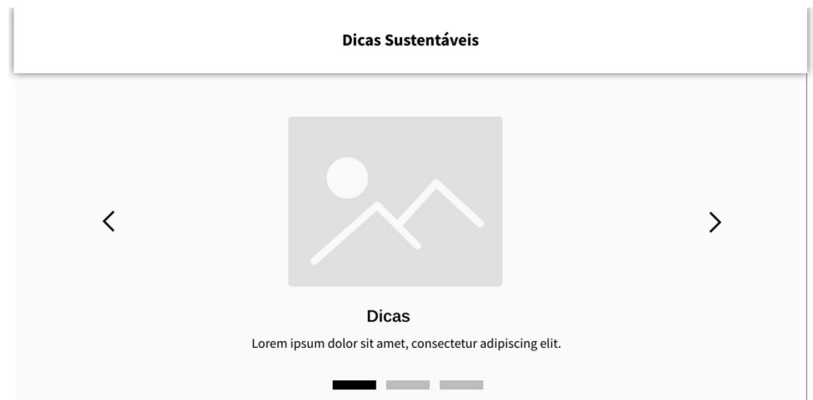 Dicas Sustentáveis
Dicas
Lorem ipsum dolor sit amet, consectetur adipiscing elit.